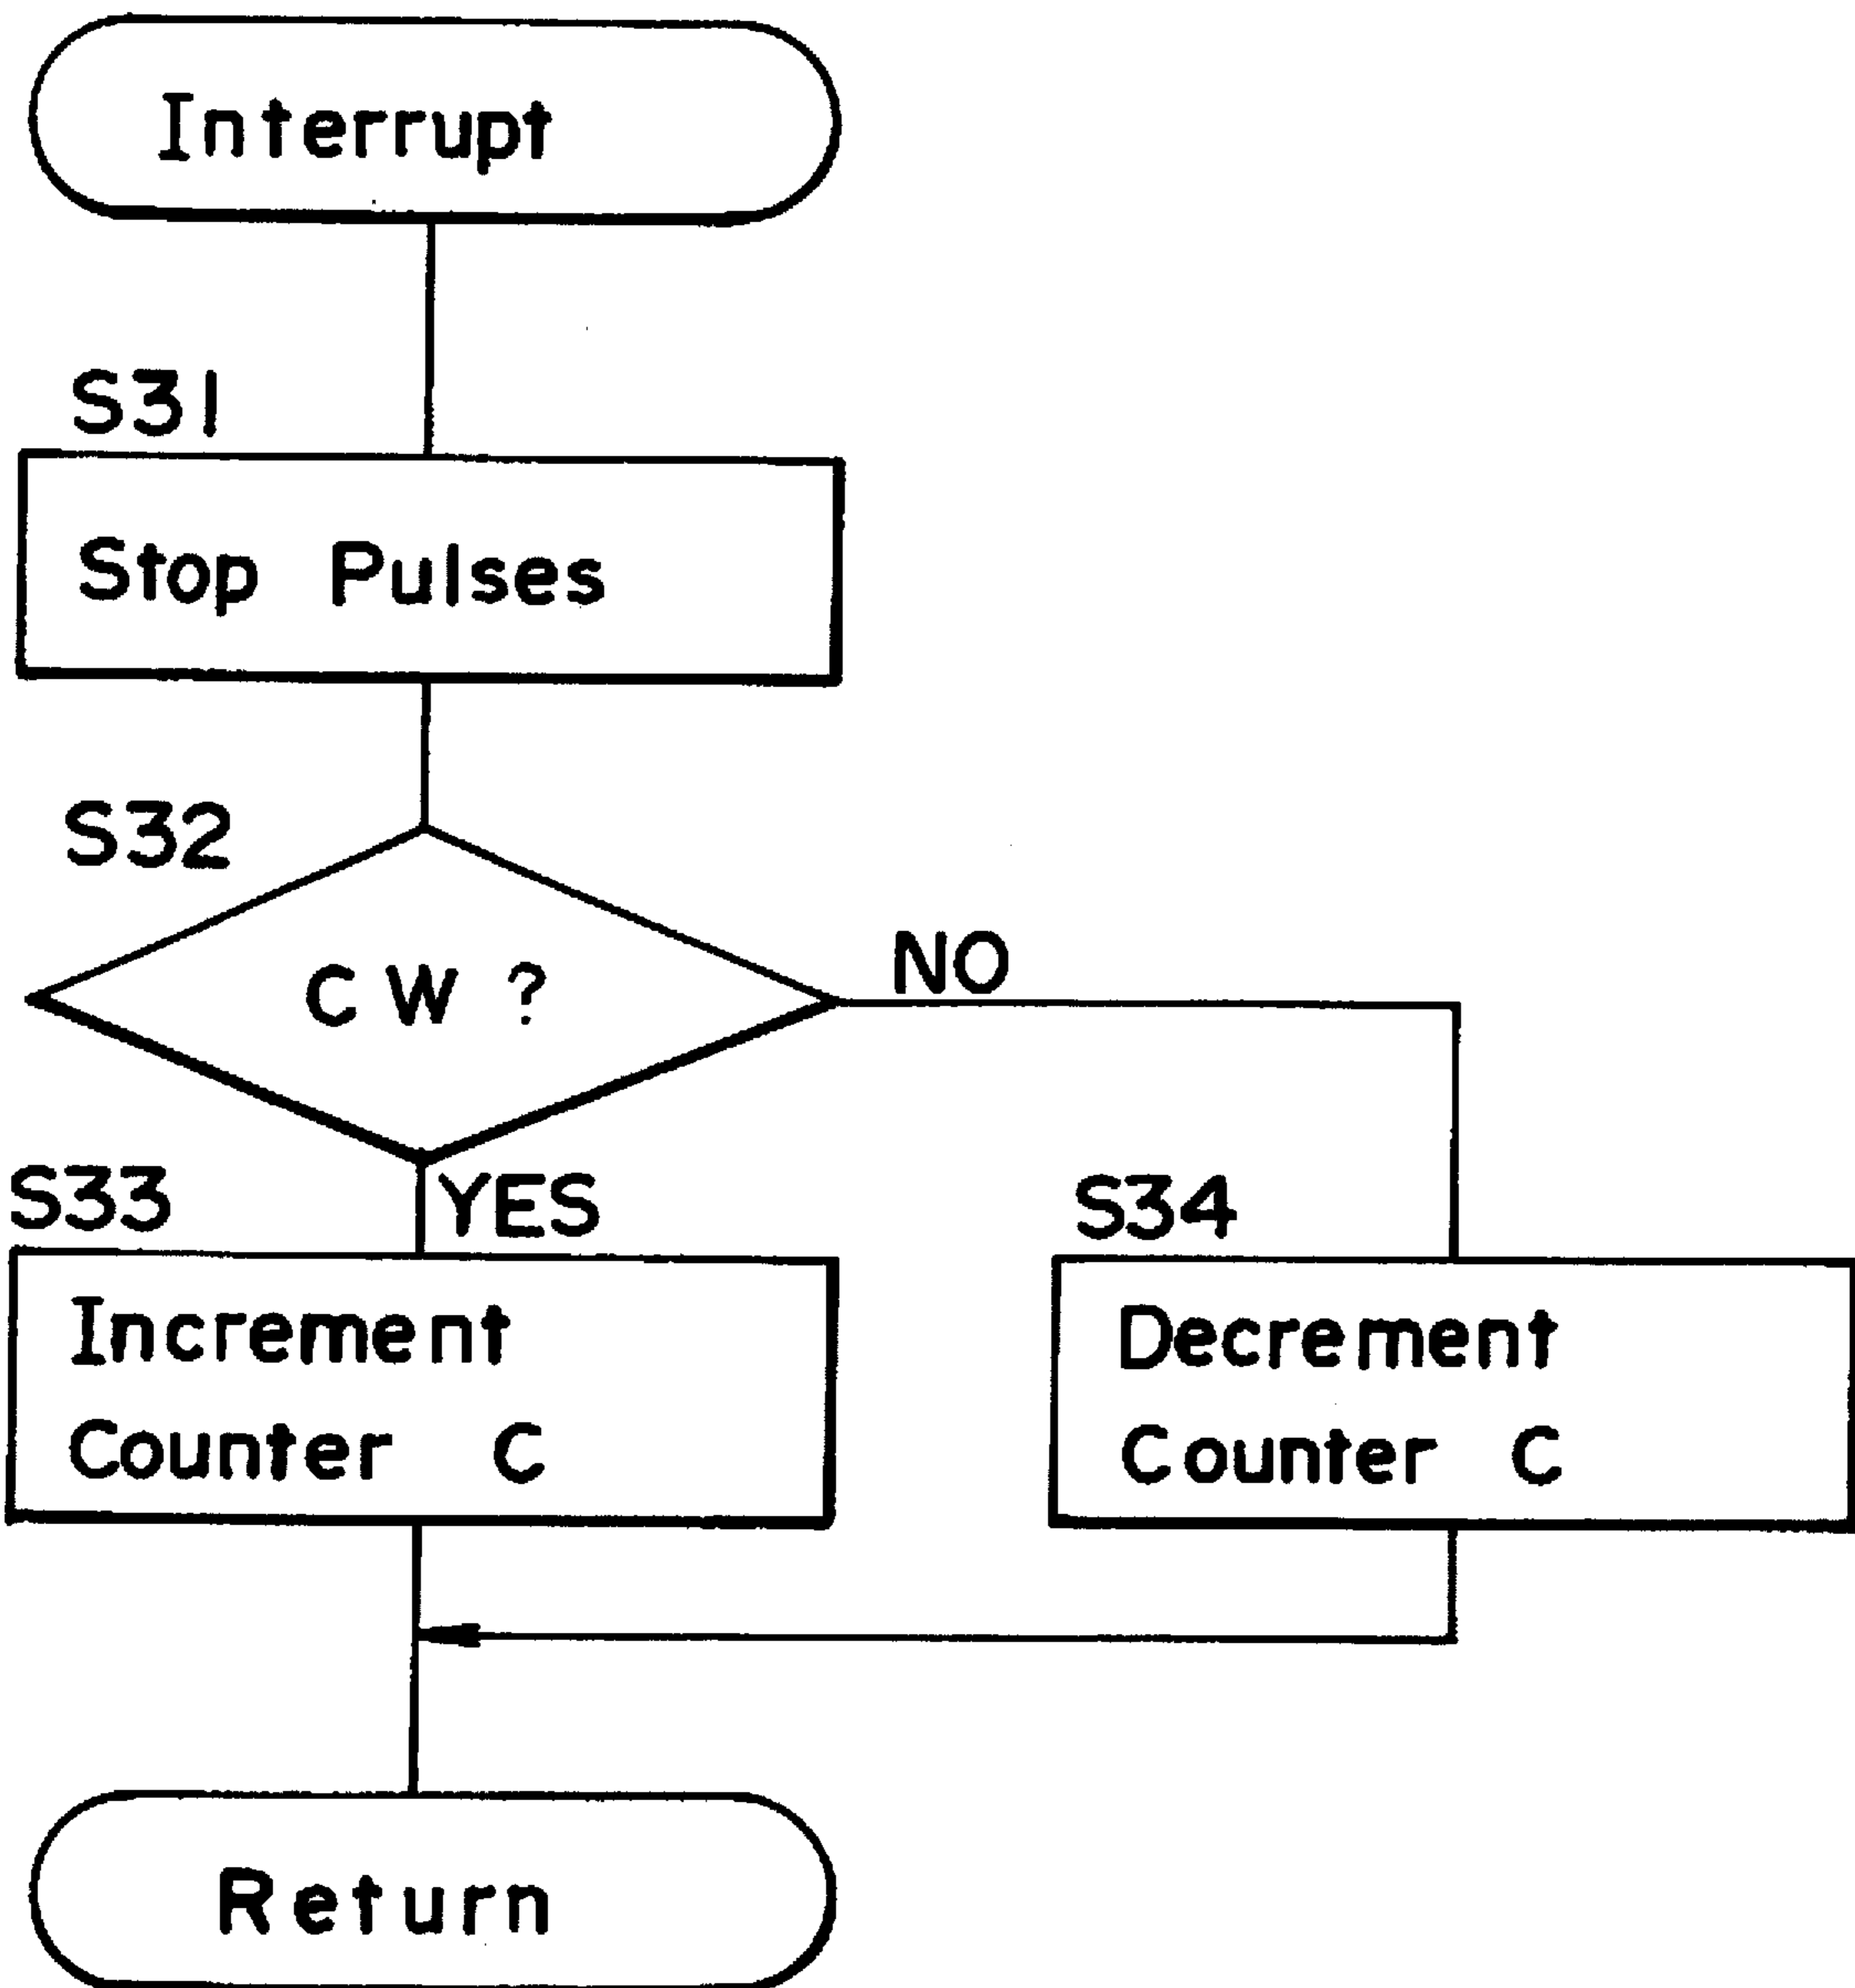 Interrupt
S31
Stop Pulses
S32
CW?
NO
YES
S33
Increment
Counter C
S34
Decrement
Counter C
Return